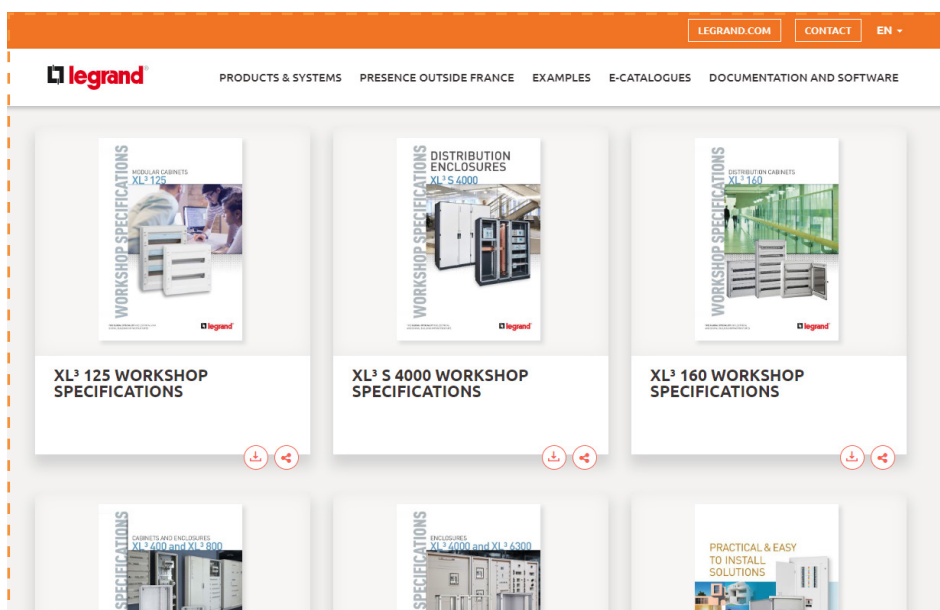 LEGRAND.COM
CONTACT
EN
legrand
PRODUCTS & SYSTEMS
PRESENCE OUTSIDE FRANCE
EXAMPLES
E-CATALOGUES
DOCUMENTATION AND SOFTWARE
WORKSHOP SPECIFICATIONS
MODULAR CABINETS
XL³ 125
legrand
WORKSHOP SPECIFICATIONS
DISTRIBUTION
ENCLOSURES
XL³ S 4000
legrand
WORKSHOP SPECIFICATIONS
DISTRIBUTION CABINETS
XL³ 160
legrand
XL³ 125 WORKSHOP
SPECIFICATIONS
XL³ S 4000 WORKSHOP
SPECIFICATIONS
XL³ 160 WORKSHOP
SPECIFICATIONS
SPECIFICATIONS
CABINETS AND ENCLOSURES
XL³ 400 and XL³ 800
SPECIFICATIONS
ENCLOSURES
XL³ 4000 and XL³ 6300
PRACTICAL & EASY
TO INSTALL
SOLUTIONS